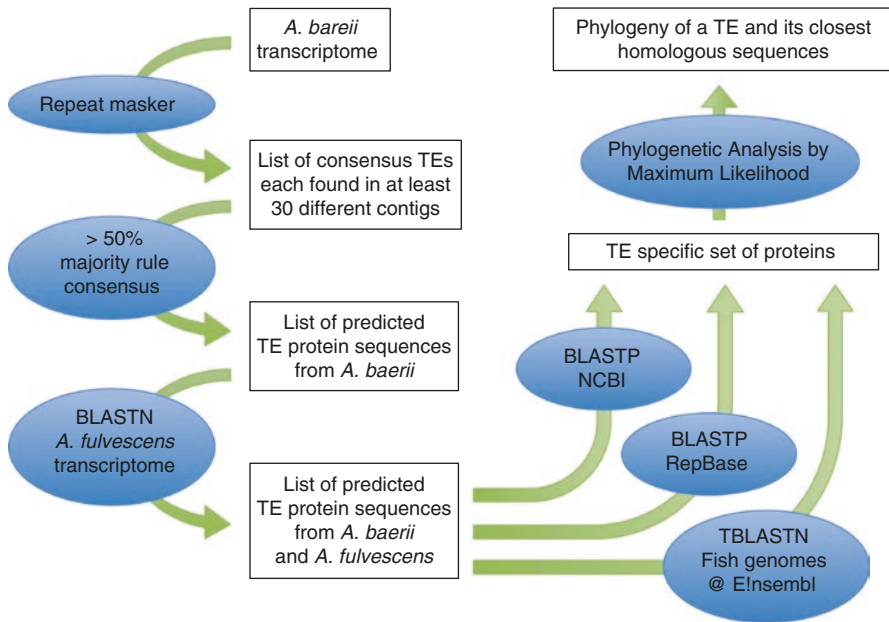 A. bareii
transcriptome
Repeat masker
List of consensus TEs
each found in at least
30 different contigs
> 50%
majority rule
consensus
List of predicted
TE protein sequences
from A. baerii
BLASTN
A. fulvescens
transcriptome
List of predicted
TE protein sequences
from A. baerii
and A. fulvescens
BLASTP
NCBI
BLASTP
RepBase
TBLASTN
Fish genomes
@ E!nsembl
TE specific set of proteins
Phylogenetic Analysis by
Maximum Likelihood
Phylogeny of a TE and its closest
homologous sequences